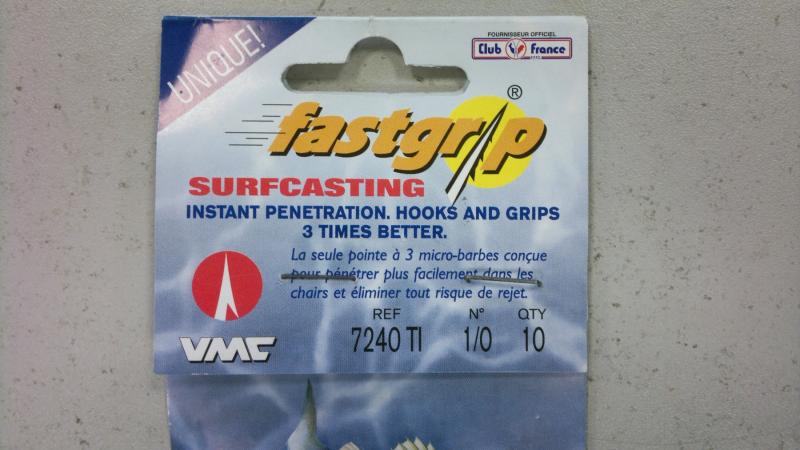 UNIQUE!
FOURNISSEUR OFFICIEL
Club France
fastgrip®
SURFCASTING
INSTANT PENETRATION. HOOKS AND GRIPS
3 TIMES BETTER.
La seule pointe à 3 micro-barbes conçue
pour pénétrer plus facilement dans les
chairs et éliminer tout risque de rejet.
REF N° QTY
7240 TI 1/0 10
VMC